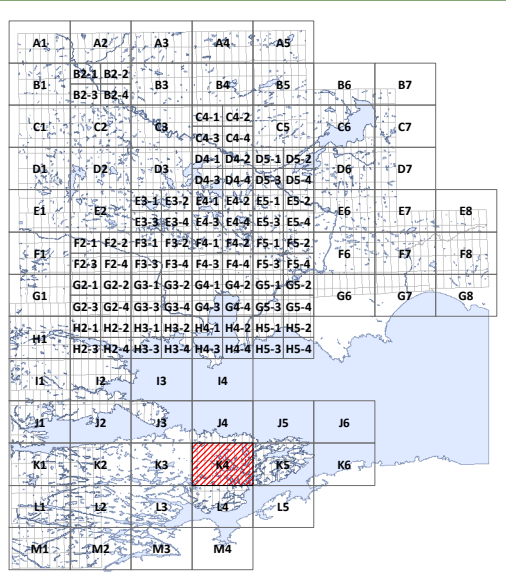 A1 A2 A3 A4 A5
B2-1 B2-2
B1 B3 B4 B5 B6 B7
B2-3 B2-4
C4-1 C4-2
C1 C2 C3 C5 C6 C7
C4-3 C4-4
D4-1 D4-2 D5-1 D5-2
D1 D2 D3 D6 D7
D4-3 D4-4 D5-3 D5-4
E3-1 E3-2 E4-1 E4-2 E5-1 E5-2
E1 E2 E6 E7 E8
E3-3 E3-4 E4-3 E4-4 E5-3 E5-4
F2-1 F2-2 F3-1 F3-2 F4-1 F4-2 F5-1 F5-2
F1 F6 F7 F8
F2-3 F2-4 F3-3 F3-4 F4-3 F4-4 F5-3 F5-4
G2-1 G2-2 G3-1 G3-2 G4-1 G4-2 G5-1 G5-2
G1 G6 G7 G8
G2-3 G2-4 G3-3 G3-4 G4-3 G4-4 G5-3 G5-4
H2-1 H2-2 H3-1 H3-2 H4-1 H4-2 H5-1 H5-2
H1
H2-3 H2-4 H3-3 H3-4 H4-3 H4-4 H5-3 H5-4
I1 I2 I3 I4
J1 J2 J3 J4 J5 J6
K1 K2 K3 K4 K5 K6
L1 L2 L3 L4 L5
M1 M2 M3 M4